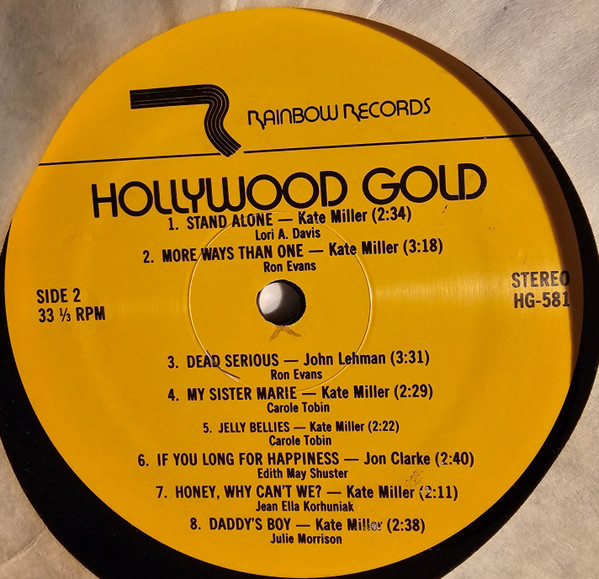 RAINBOW RECORDS
HOLLYWOOD GOLD
1. STAND ALONE — Kate Miller (2:34)
Lori A. Davis
2. MORE WAYS THAN ONE — Kate Miller (3:18)
Ron Evans
SIDE 2
33 ⅓ RPM
STEREO
HG-581
3. DEAD SERIOUS — John Lehman (3:31)
Ron Evans
4. MY SISTER MARIE — Kate Miller (2:29)
Carole Tobin
5. JELLY BELLIES — Kate Miller (2:22)
Carole Tobin
6. IF YOU LONG FOR HAPPINESS — Jon Clarke (2:40)
Edith May Shuster
7. HONEY, WHY CAN'T WE? — Kate Miller (2:11)
Jean Ella Korhuniak
8. DADDY'S BOY — Kate Miller (2:38)
Julie Morrison